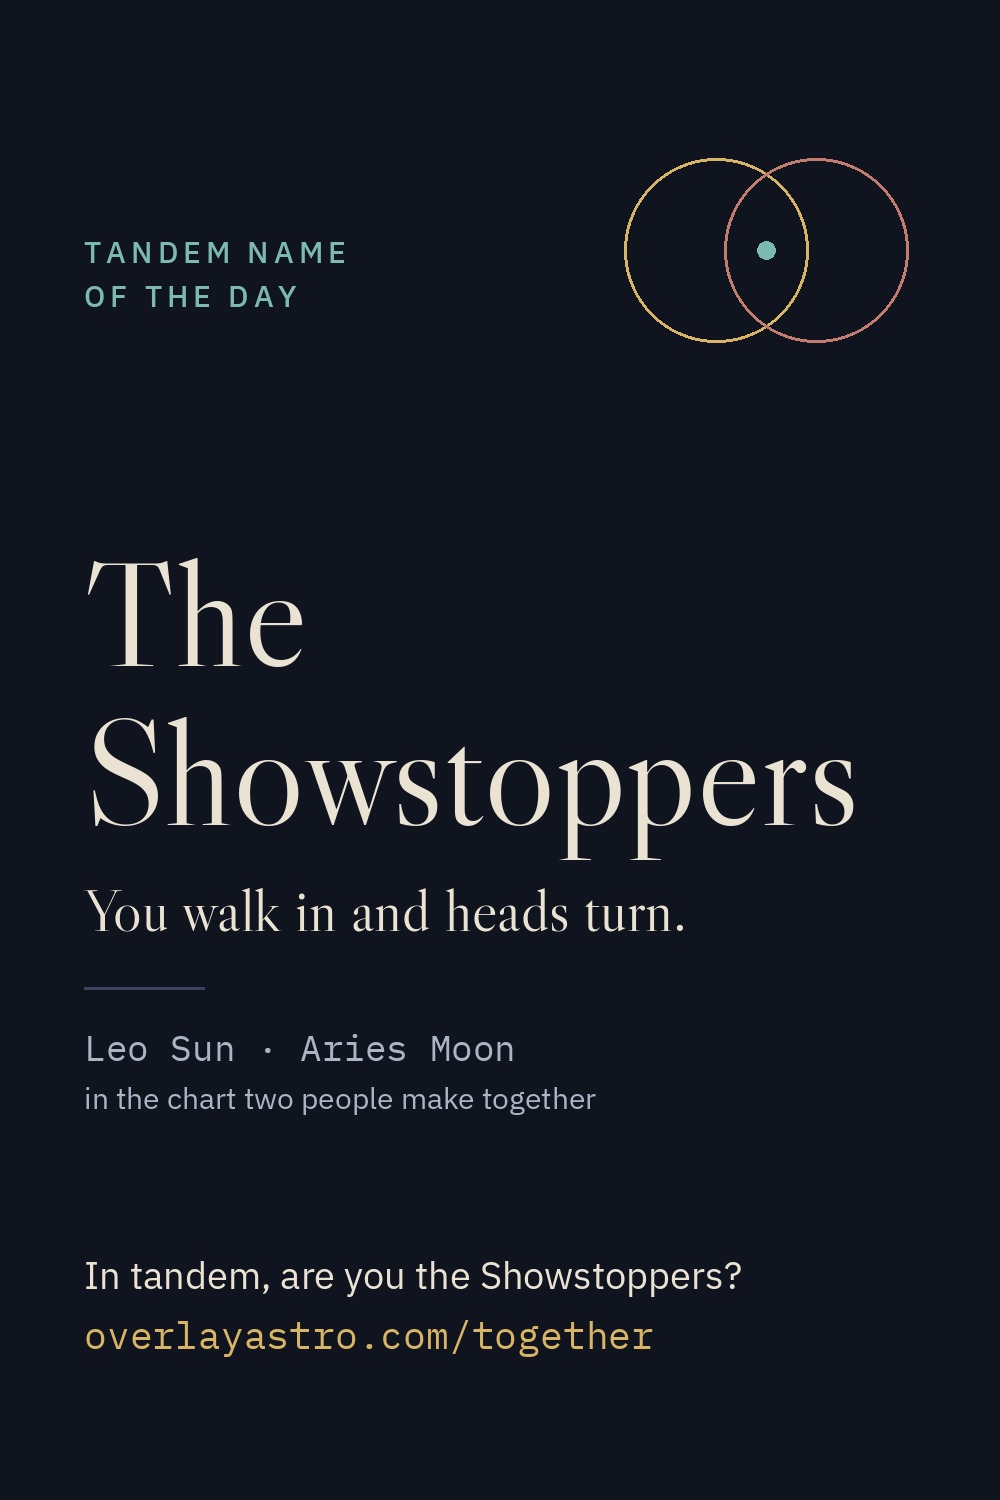 TANDEM NAME
OF THE DAY
The
Showstoppers
You walk in and heads turn.
Leo Sun · Aries Moon
in the chart two people make together
In tandem, are you the Showstoppers?
overlayastro.com/together